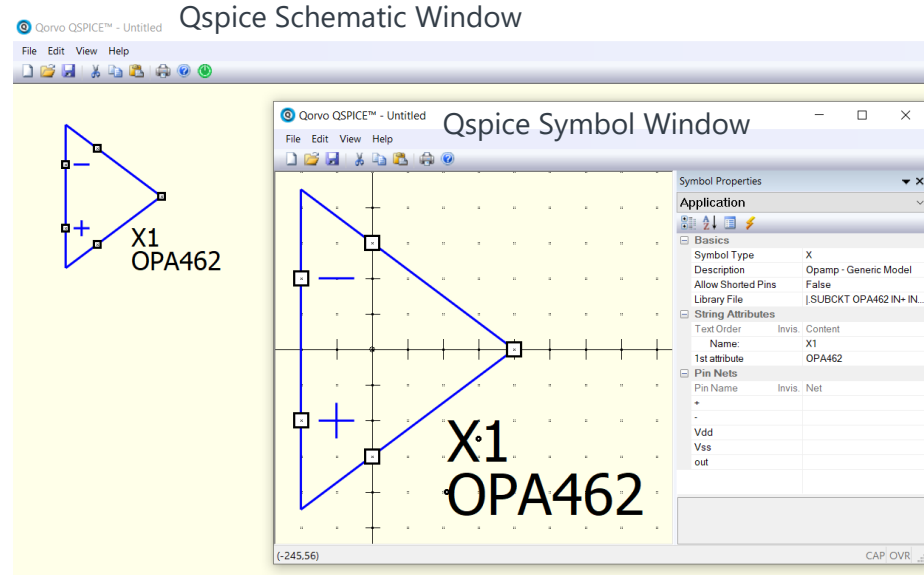 Qorvo QSPICE™ - Untitled Qspice Schematic Window
File Edit View Help
X1
OPA462
Qorvo QSPICE™ - Untitled Qspice Symbol Window
File Edit View Help
X1
OPA462
Symbol Properties
Application
Basics
Symbol Type X
Description Opamp - Generic Model
Allow Shorted Pins False
Library File |.SUBCKT OPA462 IN+ IN...
String Attributes
Text Order Invis. Content
Name: X1
1st attribute OPA462
Pin Nets
Pin Name Invis. Net
+
-
Vdd
Vss
out
(-245,56) CAP OVR